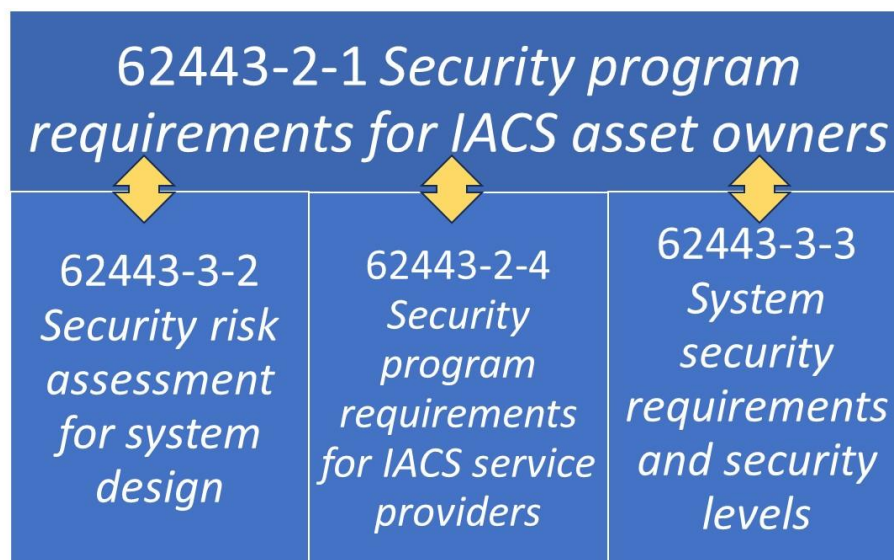 62443-2-1 Security program
requirements for IACS asset owners
62443-3-2
Security risk
assessment
for system
design
62443-2-4
Security
program
requirements
for IACS service
providers
62443-3-3
System
security
requirements
and security
levels